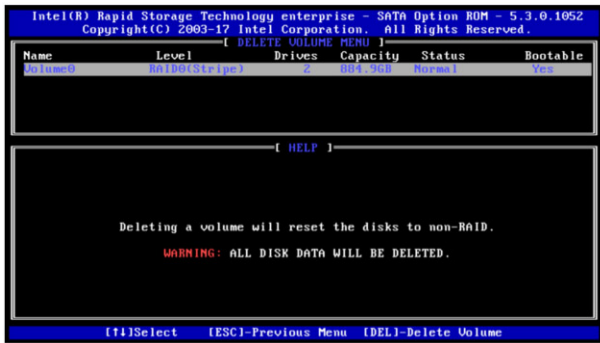 Intel(R) Rapid Storage Technology enterprise - SATA Option ROM - 5.3.0.1052
Copyright(C) 2003-17 Intel Corporation. All Rights Reserved.
[ DELETE VOLUME MENU ]
Name Level Drives Capacity Status Bootable
Volume0 RAID0(Stripe) 2 884.9GB Normal Yes
[ HELP ]
Deleting a volume will reset the disks to non-RAID.
WARNING: ALL DISK DATA WILL BE DELETED.
[↑↓]Select [ESC]-Previous Menu [DEL]-Delete Volume